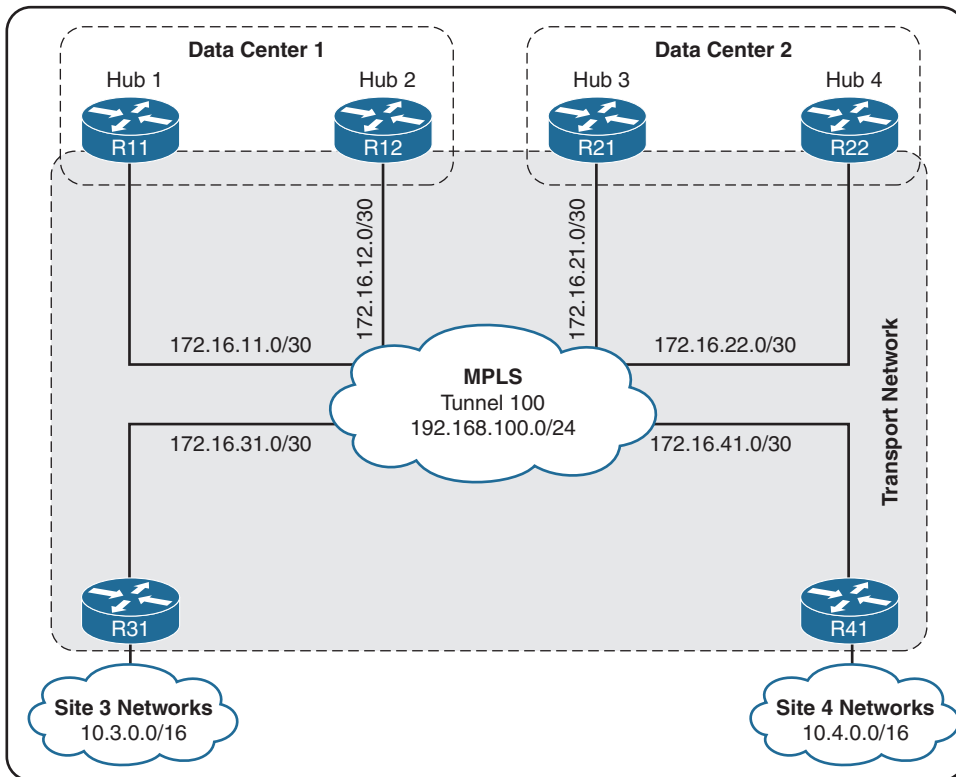 Data Center 1
Data Center 2
Hub 1
Hub 2
Hub 3
Hub 4
R11
R12
R21
R22
172.16.12.0/30
172.16.21.0/30
172.16.11.0/30
172.16.22.0/30
MPLS
Tunnel 100
192.168.100.0/24
172.16.31.0/30
172.16.41.0/30
Transport Network
R31
R41
Site 3 Networks
10.3.0.0/16
Site 4 Networks
10.4.0.0/16